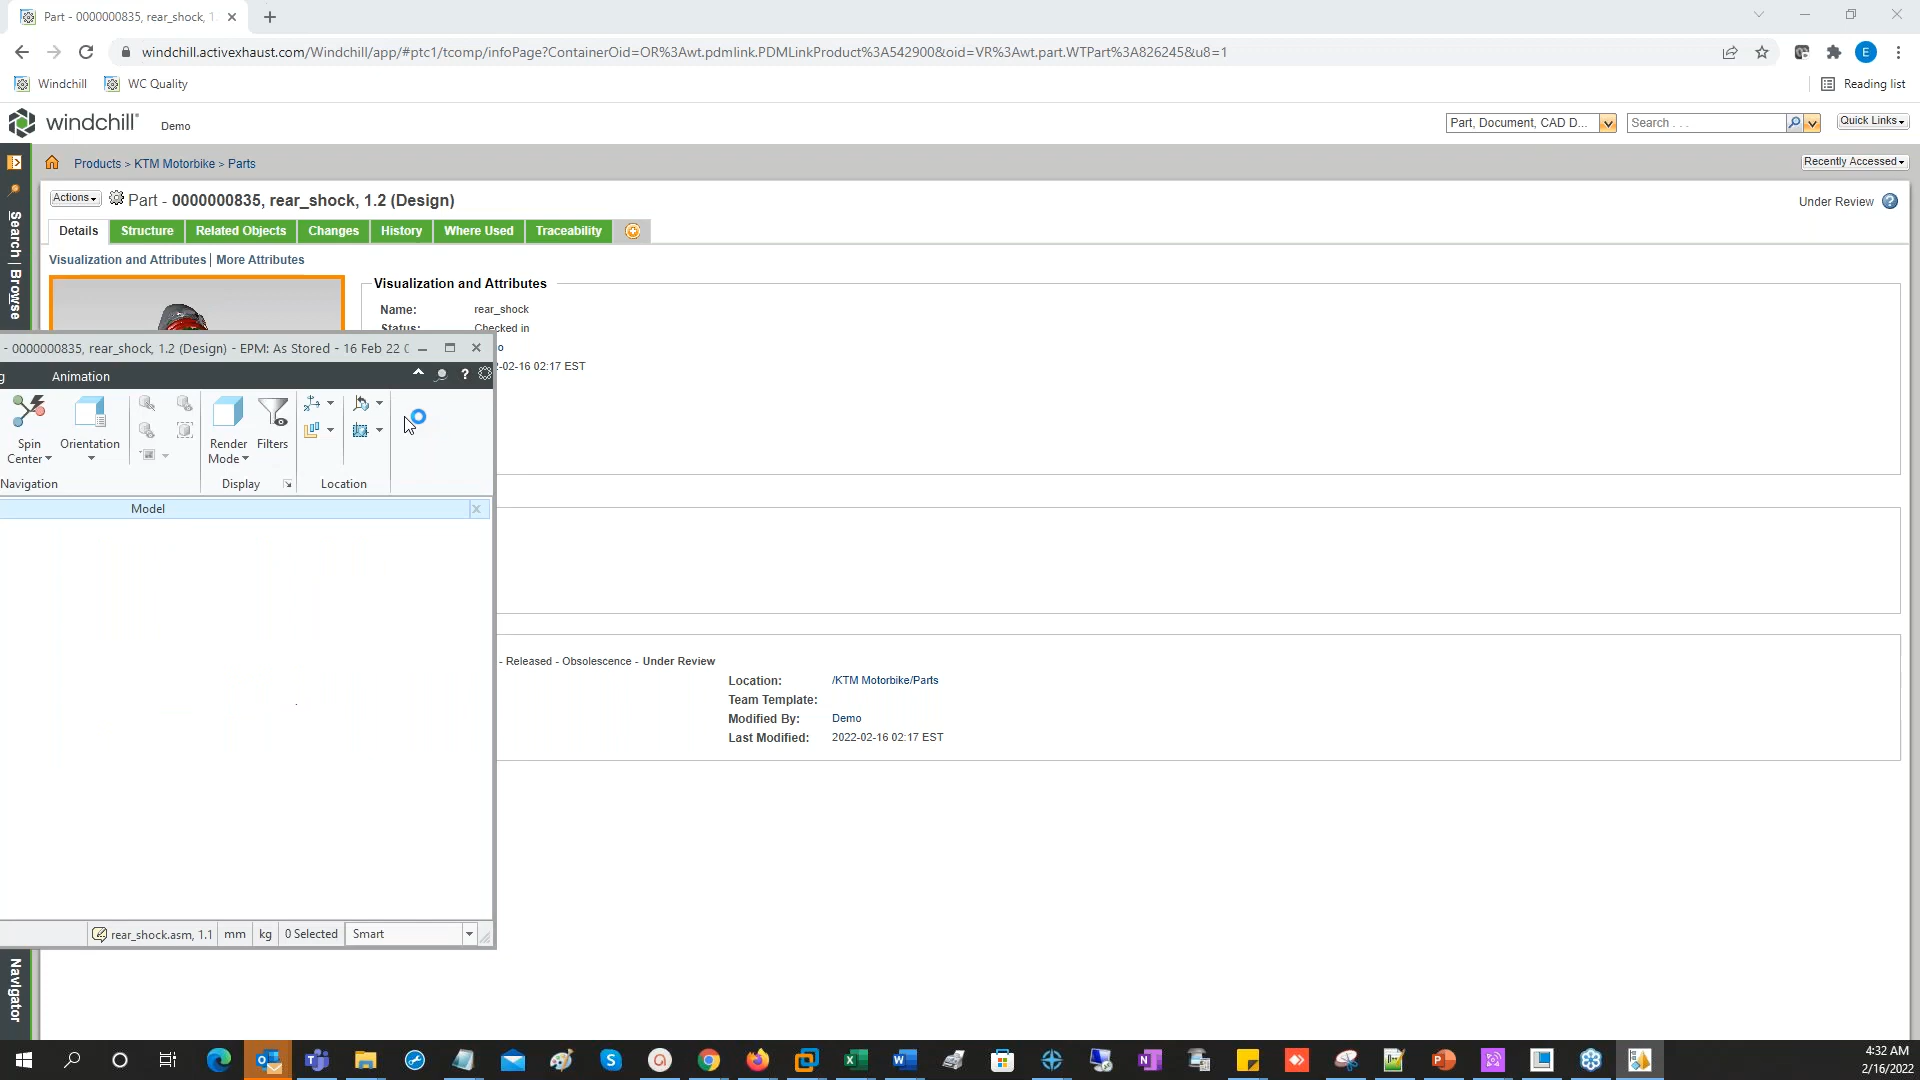 Part - 0000000835, rear_shock, 1.
windchill.activexhaust.com/Windchill/app/#ptc1/tcomp/infoPage?ContainerOid=OR%3Awt.pdmlink.PDMLinkProduct%3A542900&oid=VR%3Awt.part.WTPart%3A826245&u8=1
E
Windchill WC Quality
Reading list
windchill Demo
Part, Document, CAD D... Search . . . Quick Links
Products > KTM Motorbike > Parts
Recently Accessed
Actions Part - 0000000835, rear_shock, 1.2 (Design)
Under Review ?
Search | Browse
Details Structure Related Objects Changes History Where Used Traceability
Visualization and Attributes | More Attributes
Visualization and Attributes
Name: rear_shock
Status: Checked in
- 0000000835, rear_shock, 1.2 (Design) - EPM: As Stored - 16 Feb 22 0
o
2-02-16 02:17 EST
g Animation ?
Spin Center Orientation
Render Mode Filters
Navigation Display Location
Model
- Released - Obsolescence - Under Review
Location: /KTM Motorbike/Parts
Team Template:
Modified By: Demo
Last Modified: 2022-02-16 02:17 EST
rear_shock.asm, 1.1 mm kg 0 Selected Smart
Navigator
4:32 AM
2/16/2022